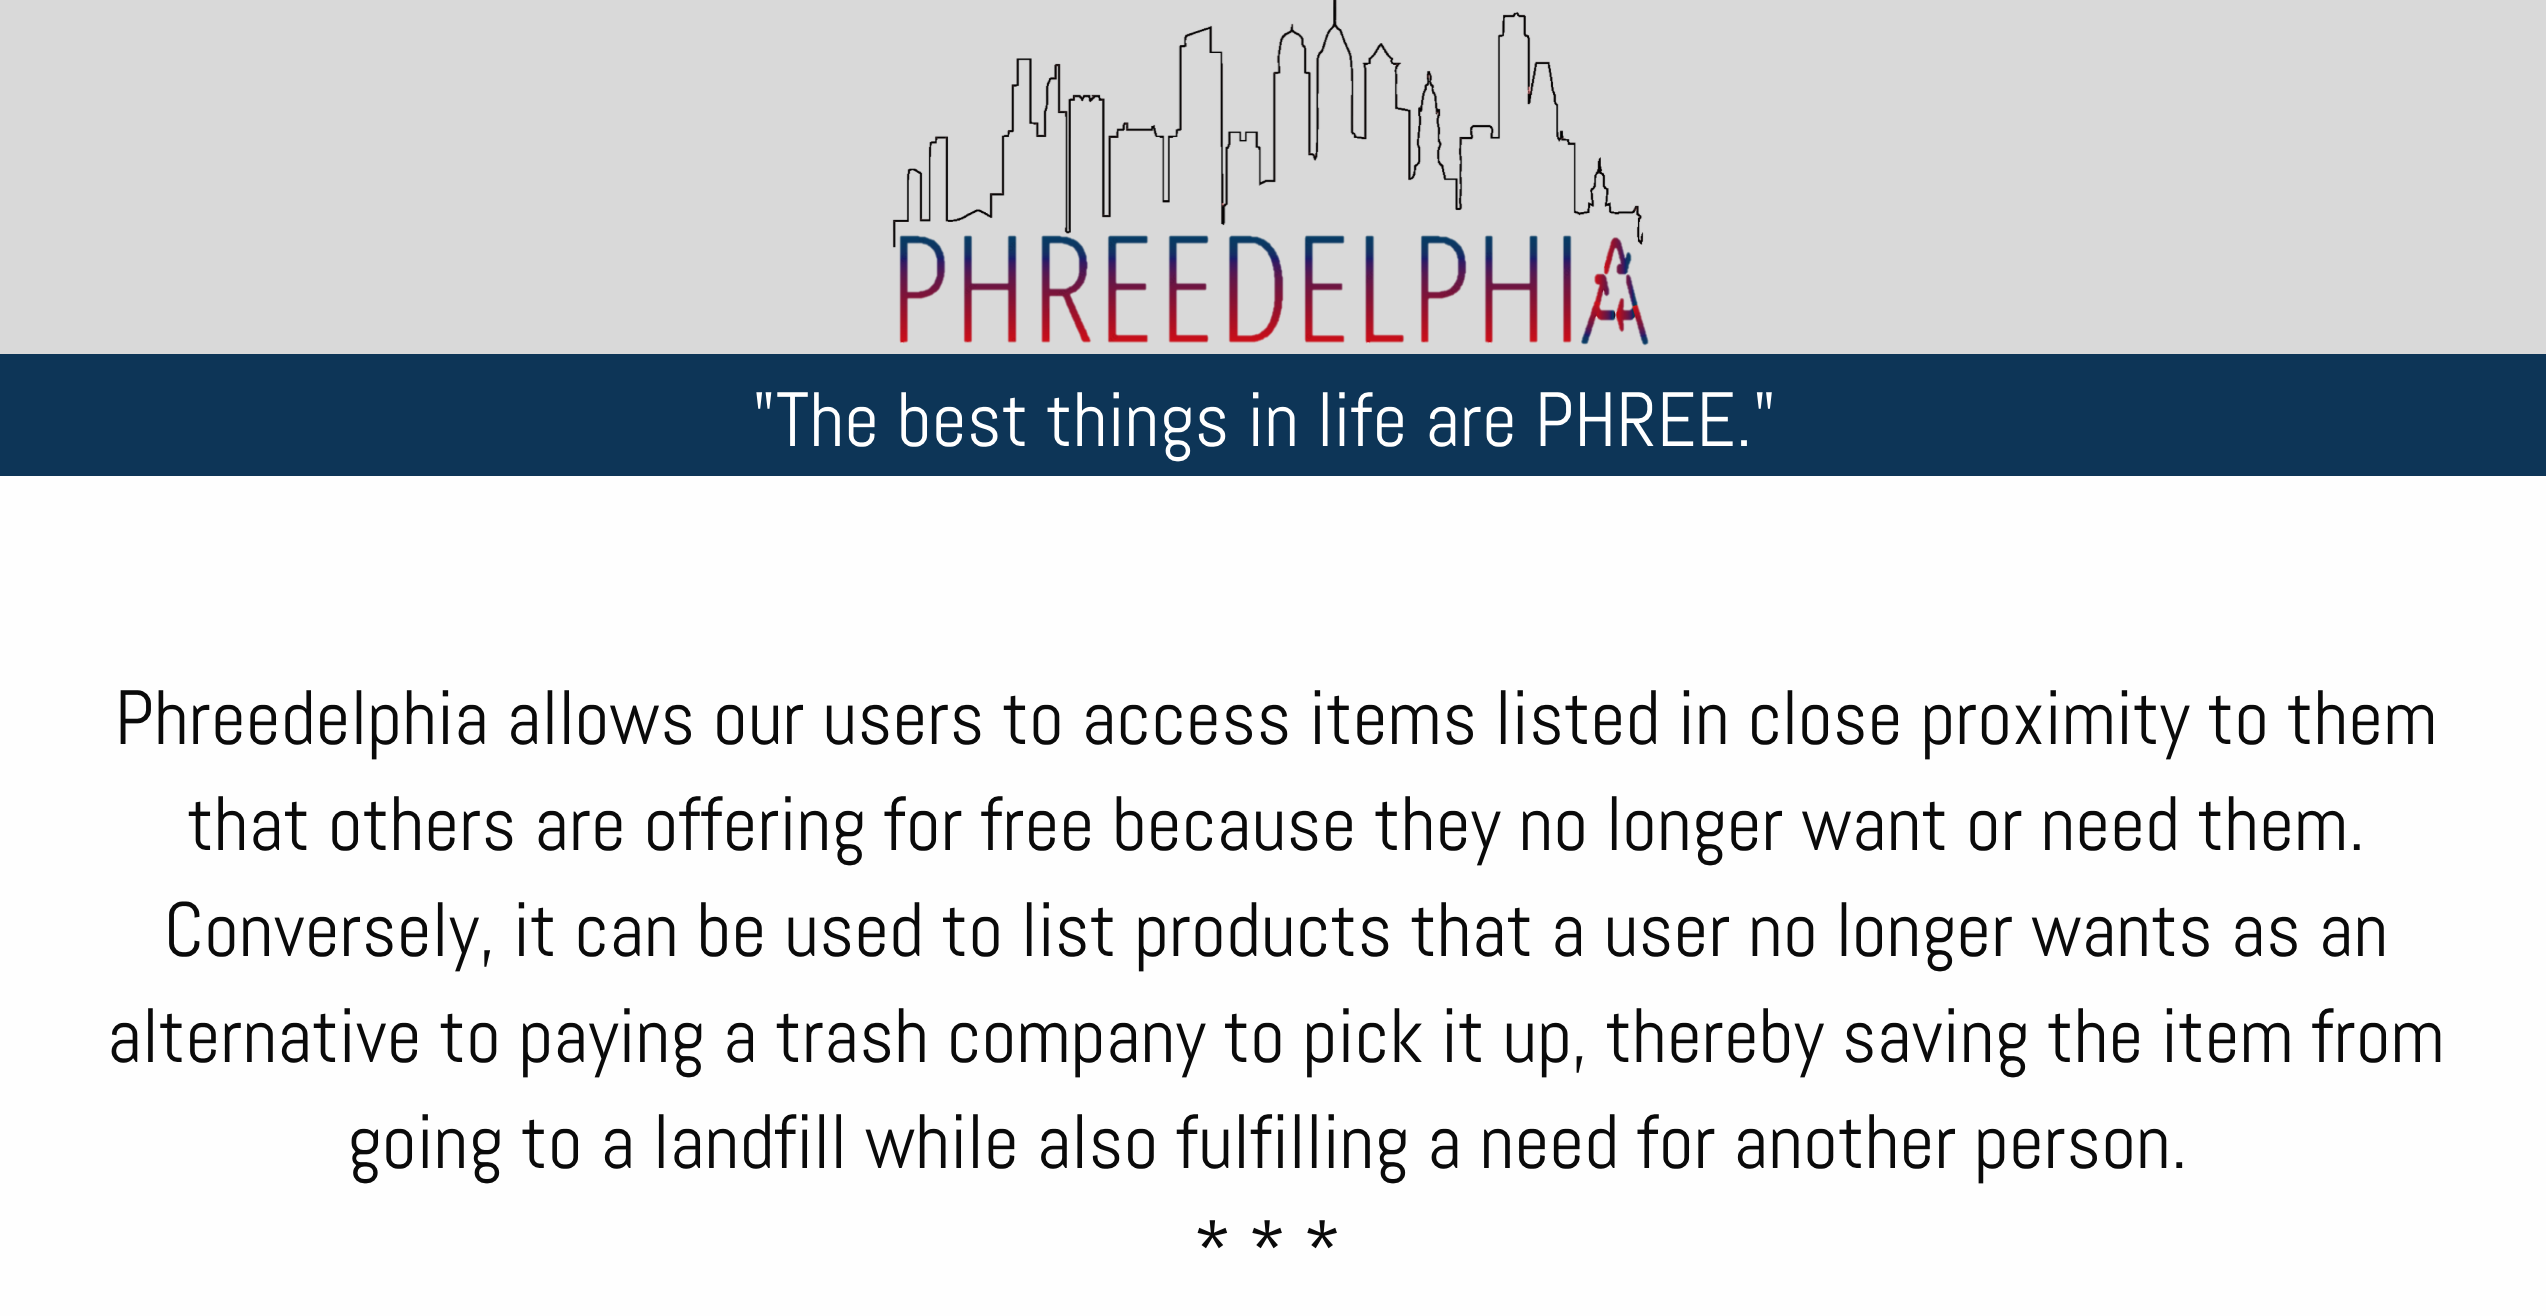 PHREEDELPHIA
"The best things in life are PHREE."
Phreedelphia allows our users to access items listed in close proximity to them
that others are offering for free because they no longer want or need them.
Conversely, it can be used to list products that a user no longer wants as an
alternative to paying a trash company to pick it up, thereby saving the item from
going to a landfill while also fulfilling a need for another person.
* * *